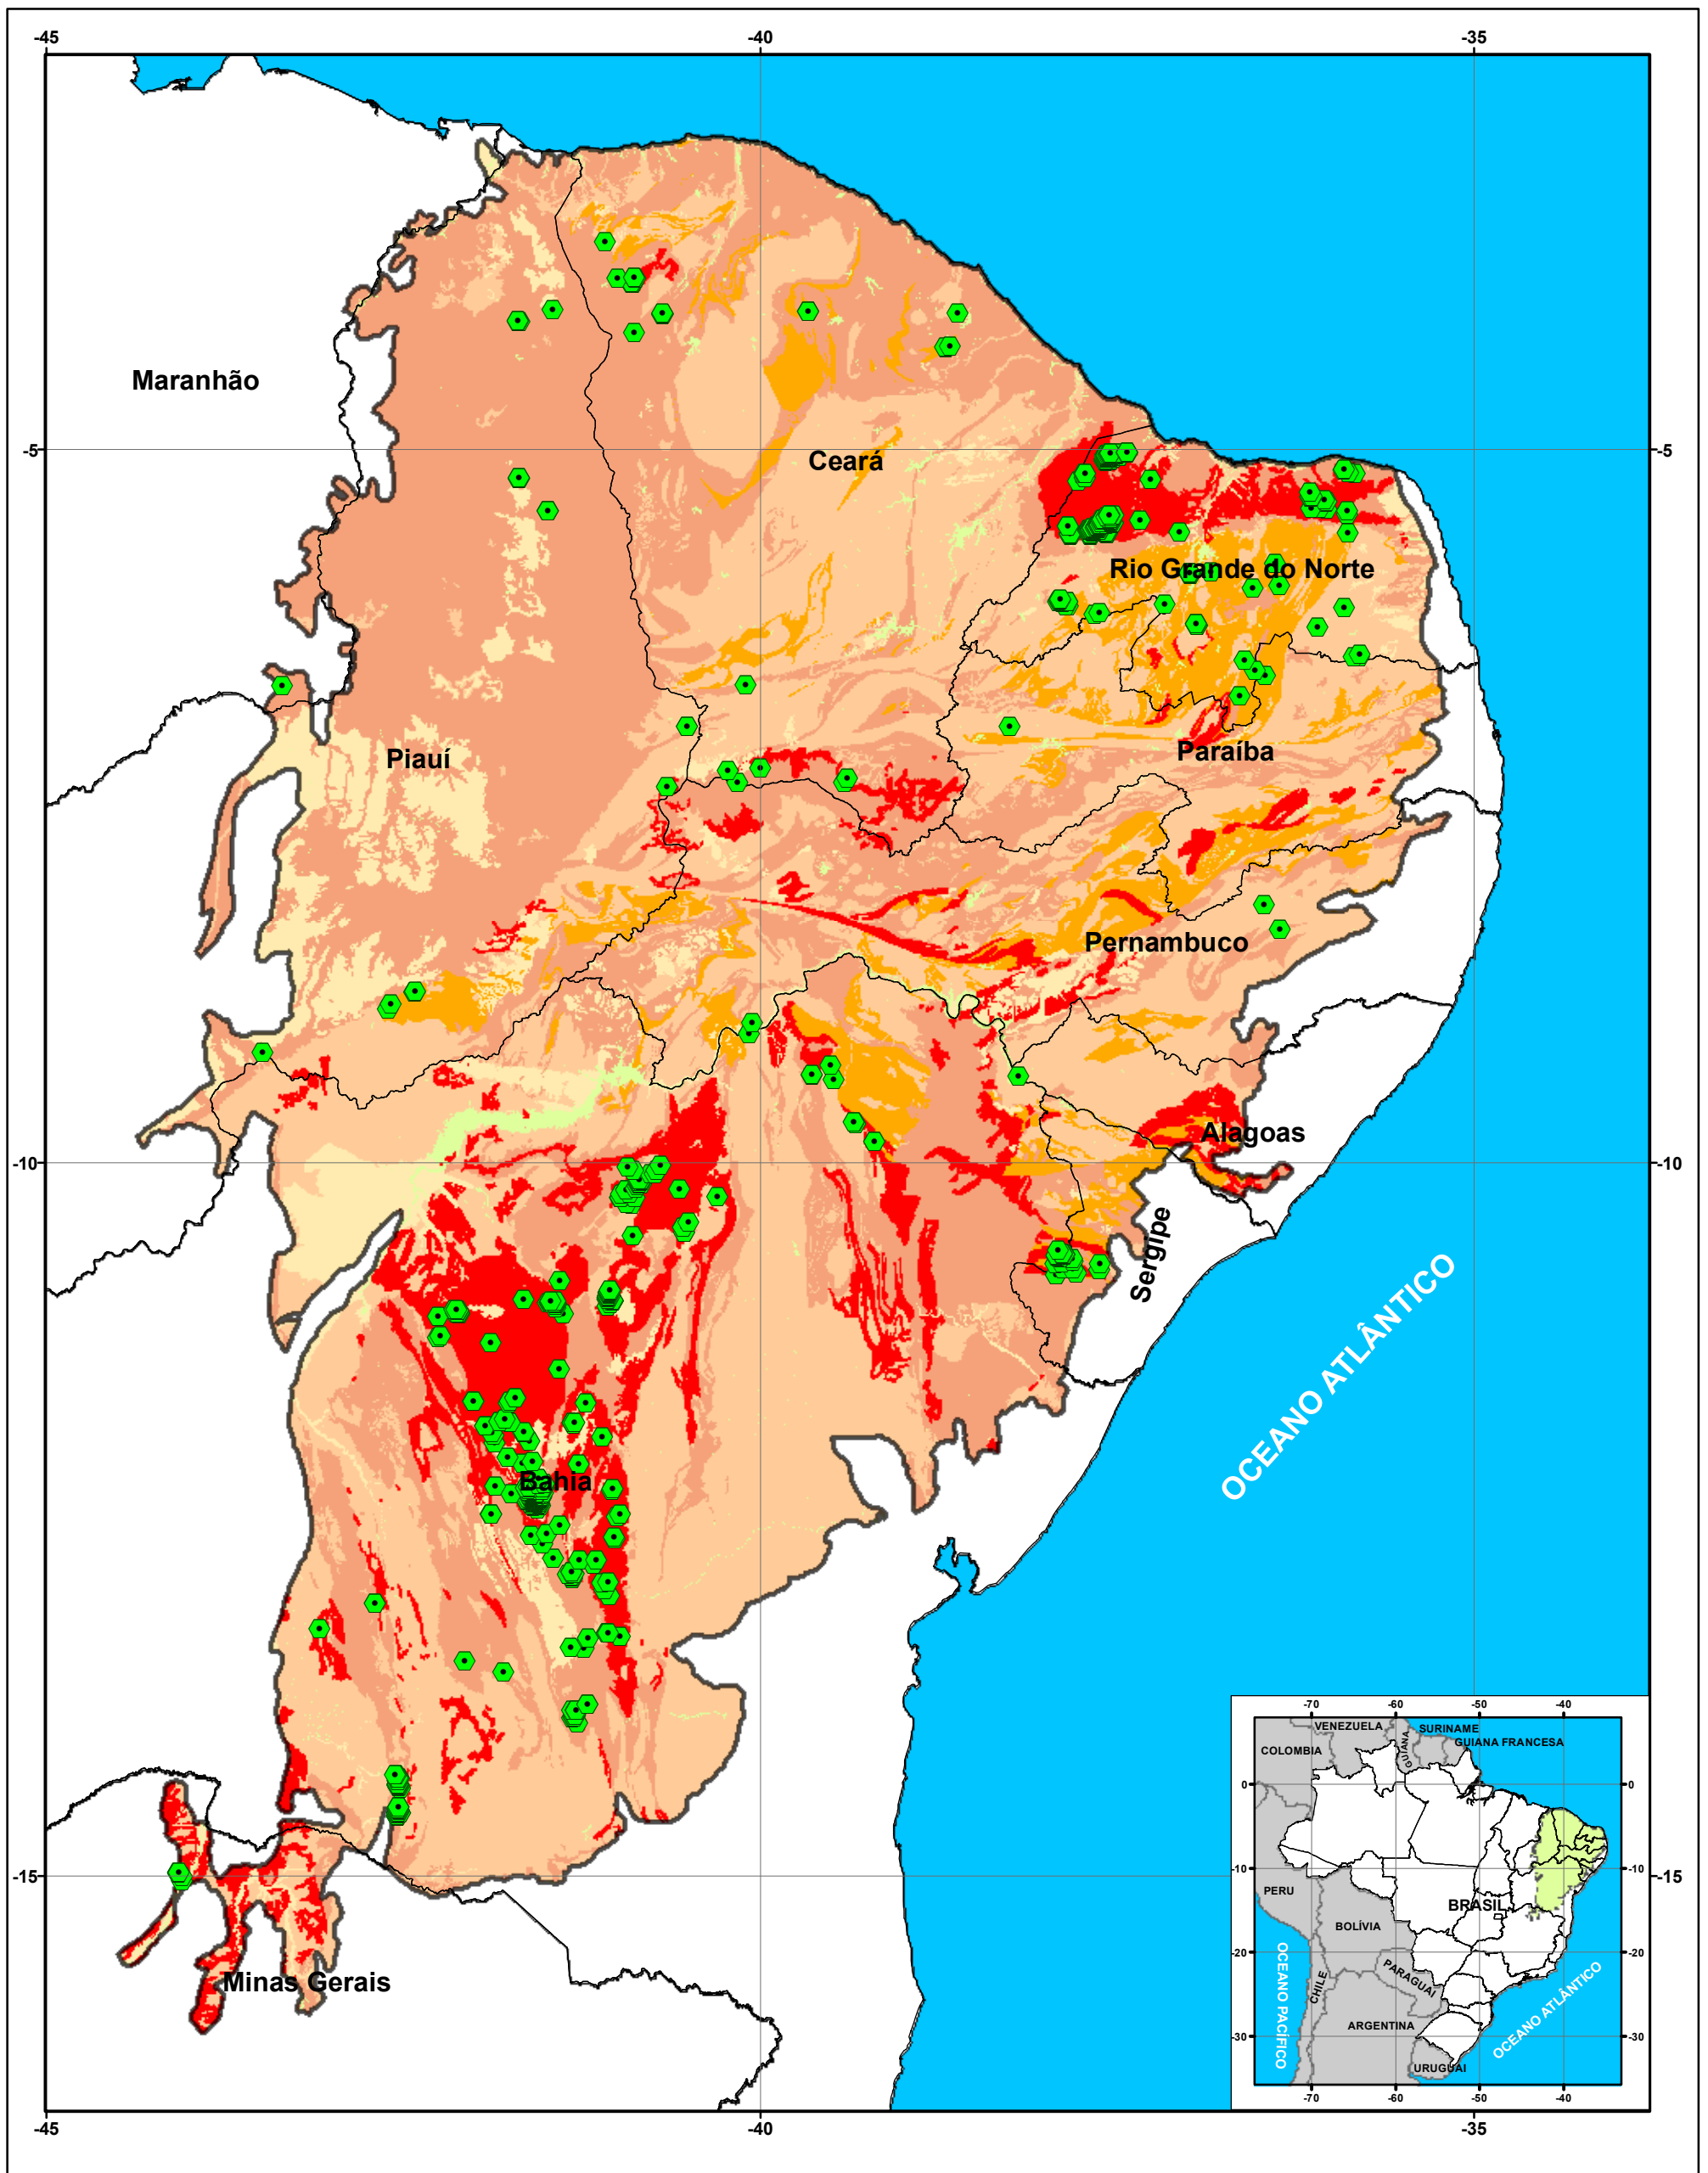 -45 -40 -35
Maranhão
-5 -5
Ceará
Rio Grande do Norte
Paraíba
Piauí
Pernambuco
Alagoas
-10 -10
Sergipe
OCEANO ATLÂNTICO
Bahia
-15 -15
Minas Gerais
-45 -40 -35
-70 -60 -50 -40
VENEZUELA
SURINAME
GUIANA
GUIANA FRANCESA
COLOMBIA
0 0
-10 -10
PERU
BRASIL
BOLÍVIA
-20 -20
OCEANO PACÍFICO
CHILE
PARAGUAI
OCEANO ATLÂNTICO
ARGENTINA
-30 -30
URUGUAI
-70 -60 -50 -40